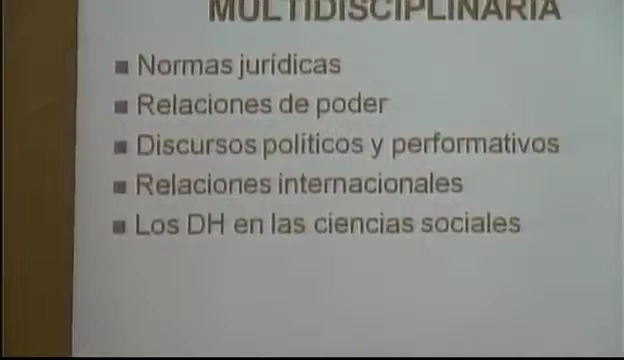 MULTIDISCIPLINARIA
Normas jurídicas
Relaciones de poder
Discursos políticos y performativos
Relaciones internacionales
Los DH en las ciencias sociales